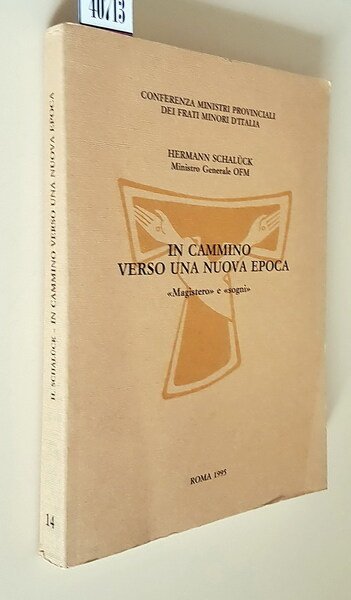 40713
CONFERENZA MINISTRI PROVINCIALI
DEI FRATI MINORI D'ITALIA
HERMANN SCHALÜCK
Ministro Generale OFM
IN CAMMINO
VERSO UNA NUOVA EPOCA
«Magistero» e «sogni»
ROMA 1995
H. SCHALÜCK - IN CAMMINO VERSO UNA NUOVA EPOCA
14